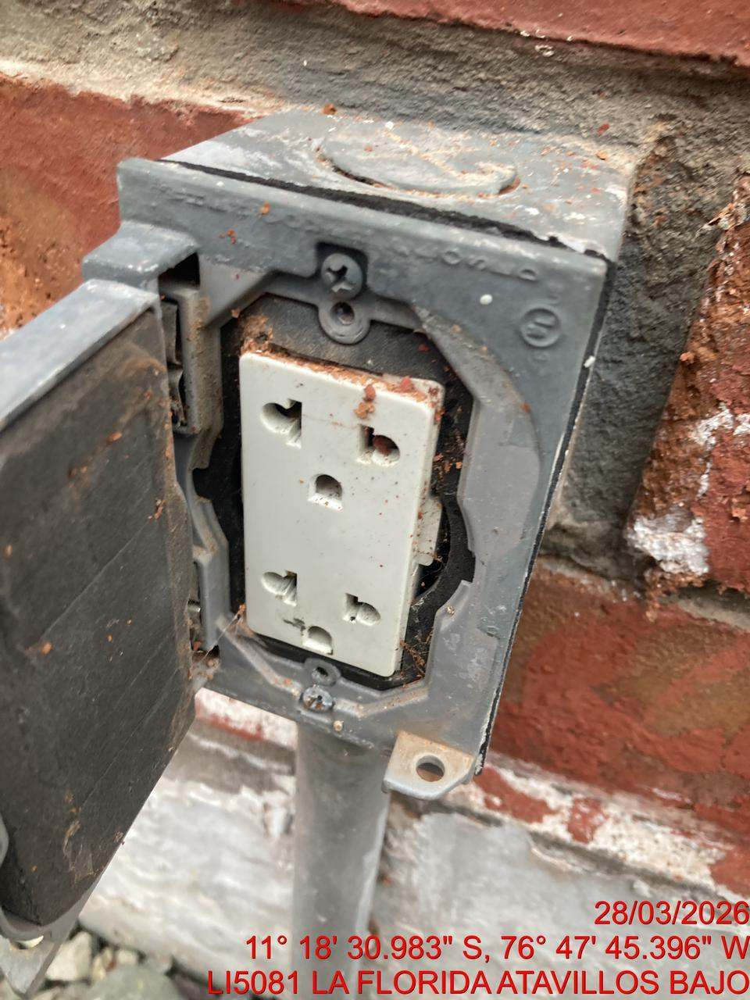 28/03/2026
11° 18' 30.983" S, 76° 47' 45.396" W
LI5081 LA FLORIDA ATAVILLOS BAJO